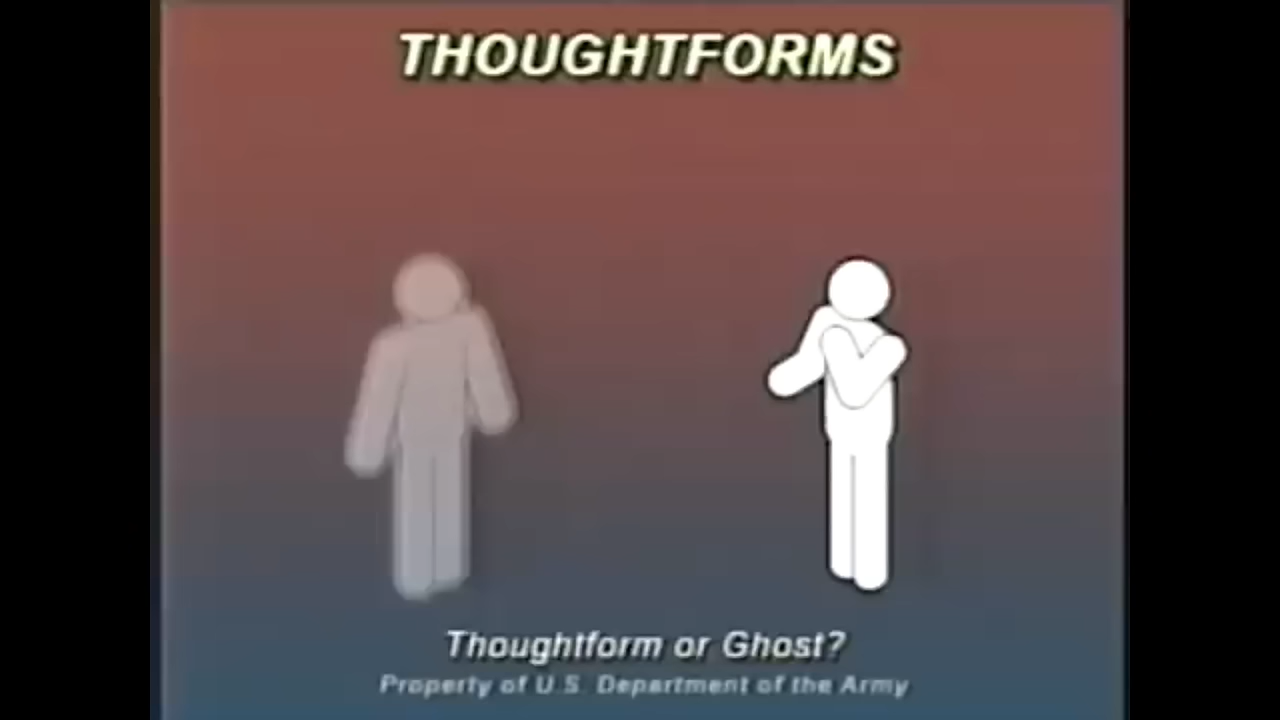 THOUGHTFORMS
Thoughtform or Ghost?
Property of U.S. Department of the Army